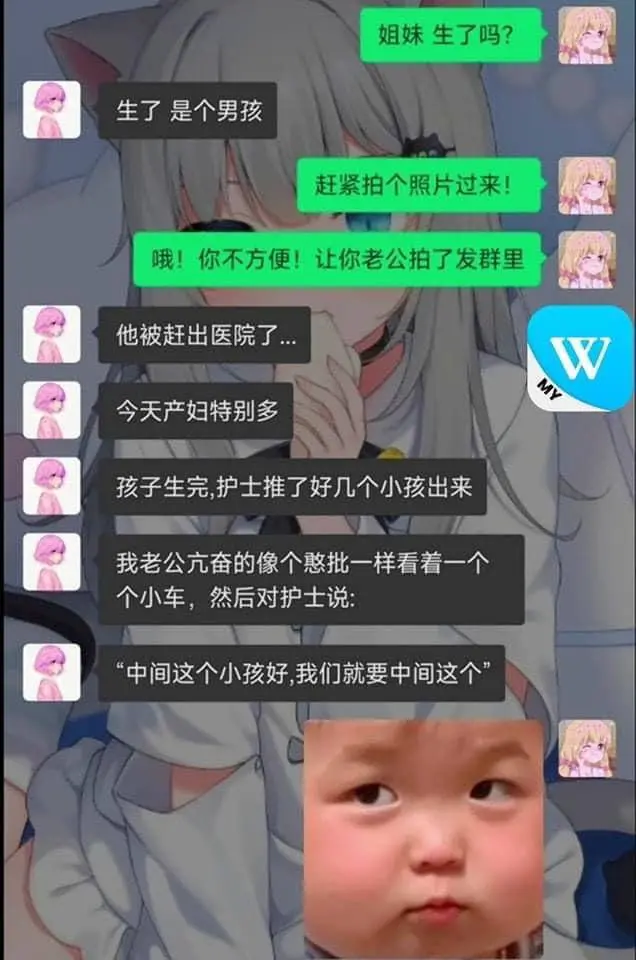 姐妹 生了吗?
生了 是个男孩
赶紧拍个照片过来!
哦! 你不方便! 让你老公拍了发群里
他被赶出医院了...
W
MY
今天产妇特别多
孩子生完,护士推了好几个小孩出来
我老公亢奋的像个憨批一样看着一个
个小车，然后对护士说:
“中间这个小孩好,我们就要中间这个”